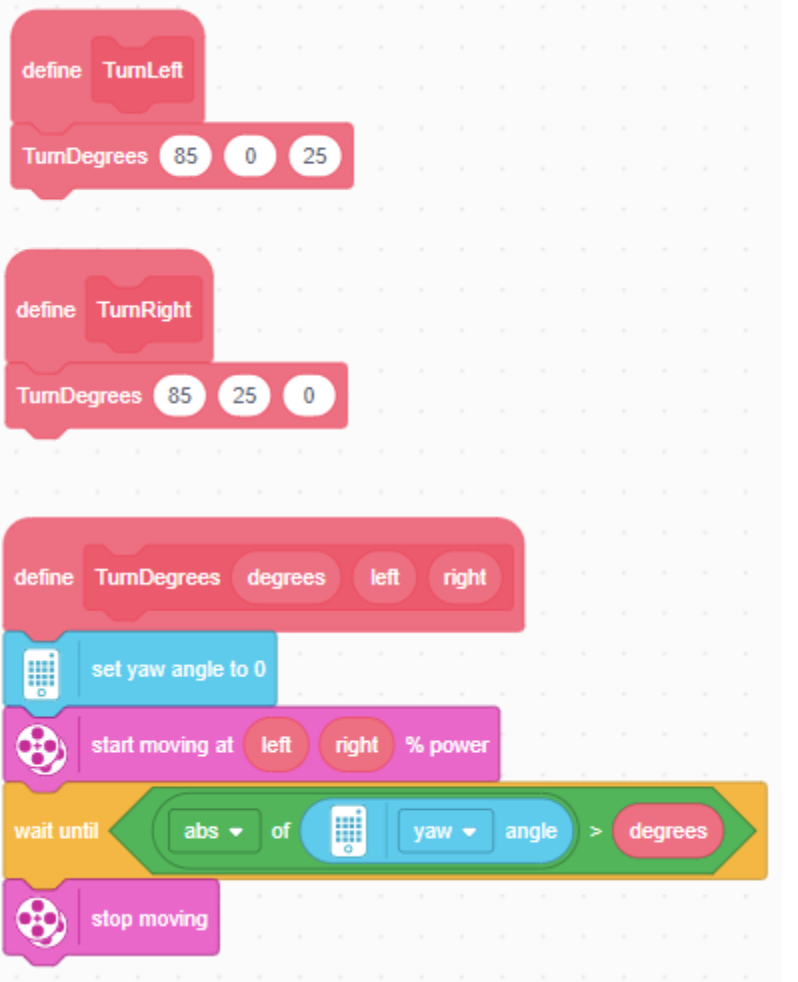 define TurnLeft
TurnDegrees 85 0 25
define TurnRight
TurnDegrees 85 25 0
define TurnDegrees degrees left right
set yaw angle to 0
start moving at left right % power
wait until abs of yaw angle > degrees
stop moving